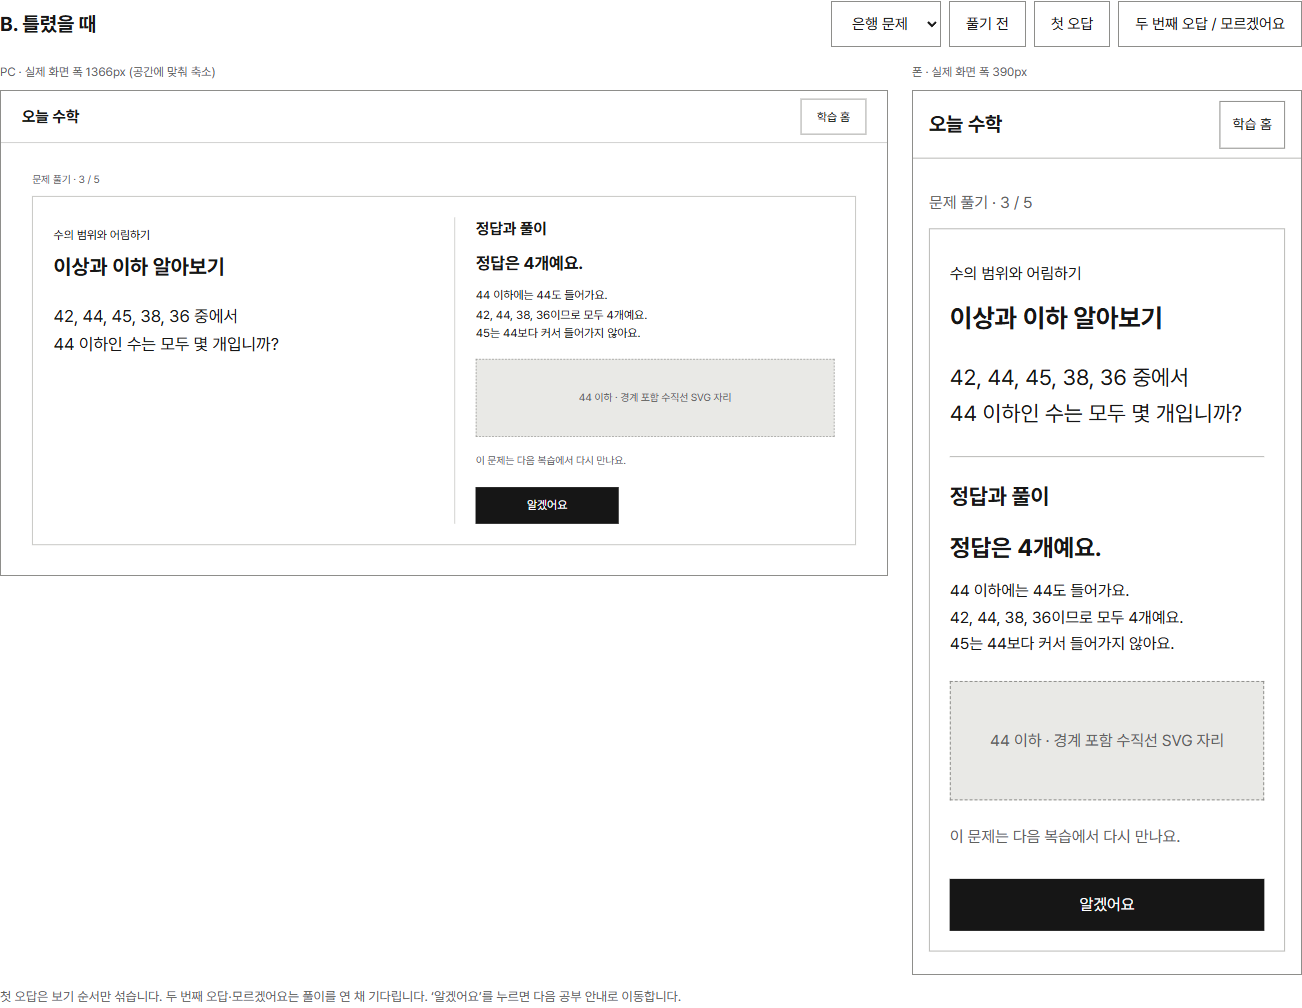 B. 틀렸을 때
은행 문제
풀기 전
첫 오답
두 번째 오답 / 모르겠어요
PC · 실제 화면 폭 1366px (공간에 맞춰 축소)
오늘 수학
학습 홈
문제 풀기 · 3 / 5
수의 범위와 어림하기
이상과 이하 알아보기
42, 44, 45, 38, 36 중에서
44 이하인 수는 모두 몇 개입니까?
정답과 풀이
정답은 4개예요.
44 이하에는 44도 들어가요.
42, 44, 38, 36이므로 모두 4개예요.
45는 44보다 커서 들어가지 않아요.
44 이하 · 경계 포함 수직선 SVG 자리
이 문제는 다음 복습에서 다시 만나요.
알겠어요
폰 · 실제 화면 폭 390px
오늘 수학
학습 홈
문제 풀기 · 3 / 5
수의 범위와 어림하기
이상과 이하 알아보기
42, 44, 45, 38, 36 중에서
44 이하인 수는 모두 몇 개입니까?
정답과 풀이
정답은 4개예요.
44 이하에는 44도 들어가요.
42, 44, 38, 36이므로 모두 4개예요.
45는 44보다 커서 들어가지 않아요.
44 이하 · 경계 포함 수직선 SVG 자리
이 문제는 다음 복습에서 다시 만나요.
알겠어요
첫 오답은 보기 순서만 섞습니다. 두 번째 오답·모르겠어요는 풀이를 연 채 기다립니다. ‘알겠어요’를 누르면 다음 공부 안내로 이동합니다.